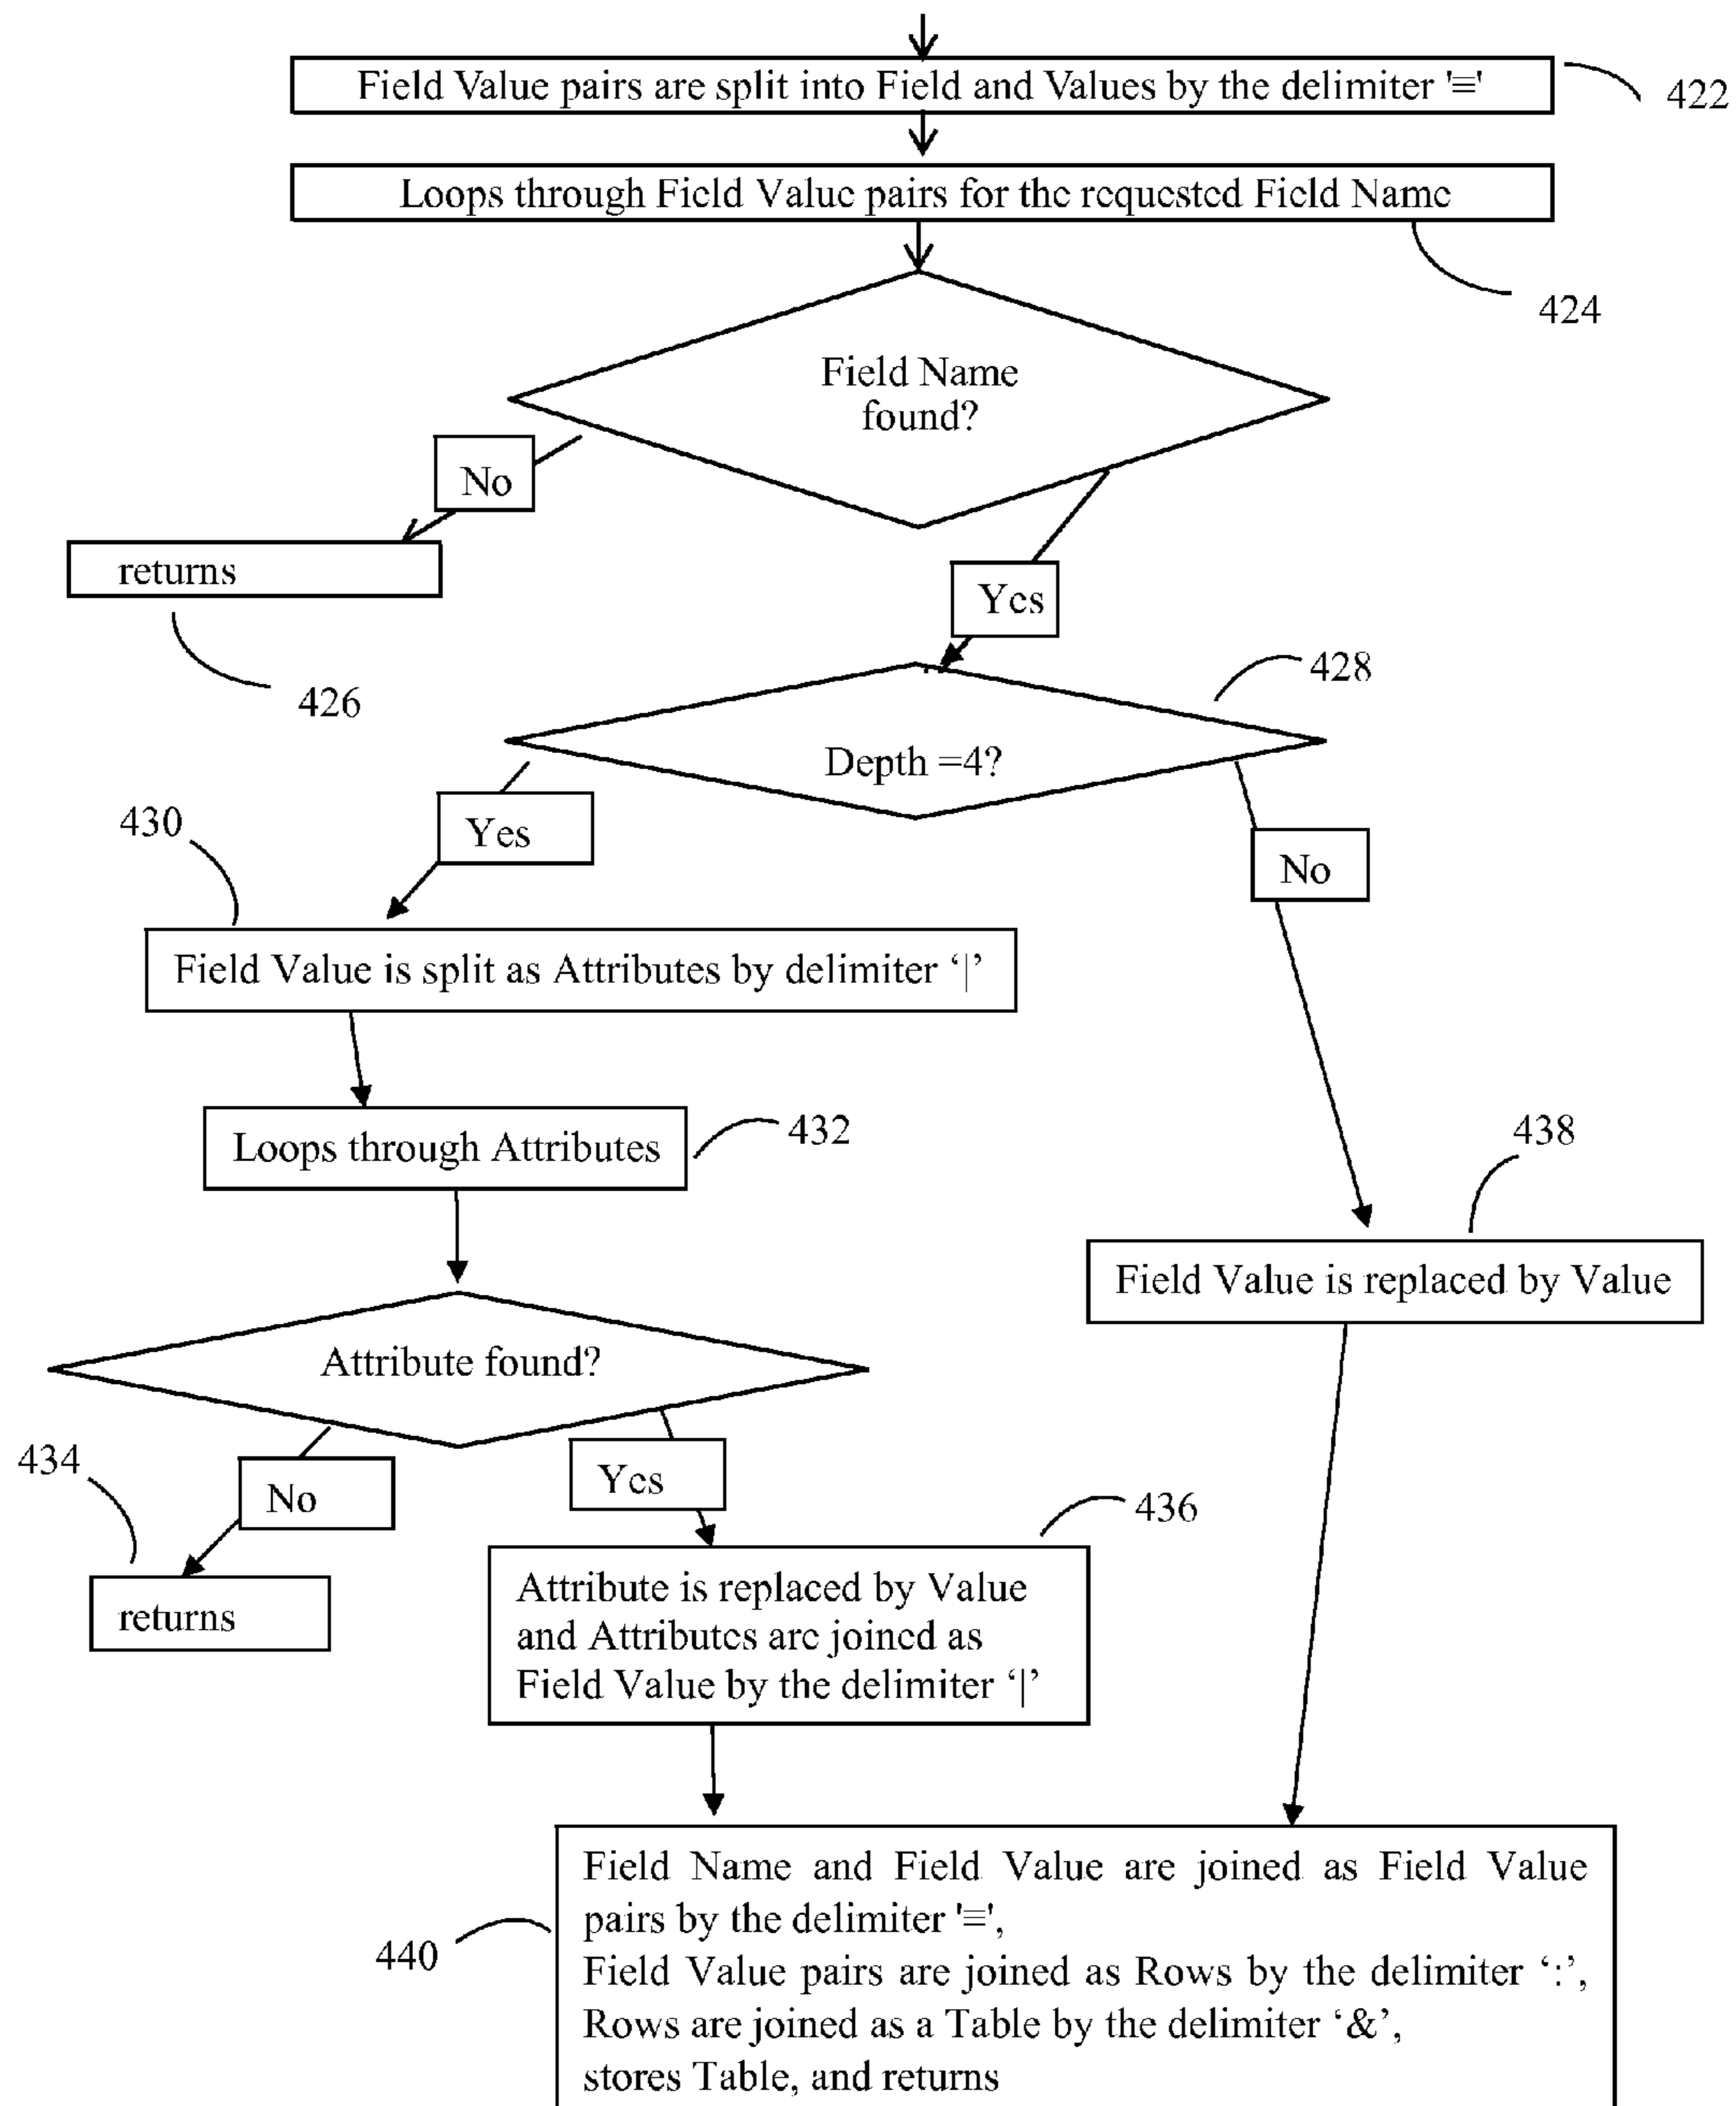 Field Value pairs are split into Field and Values by the delimiter '≡'
422
Loops through Field Value pairs for the requested Field Name
424
Field Name
found?
No
returns
Yes
426
428
Depth =4?
430
Yes
No
Field Value is split as Attributes by delimiter ‘|’
Loops through Attributes
432
438
Field Value is replaced by Value
Attribute found?
434
No
Yes
436
returns
Attribute is replaced by Value
and Attributes are joined as
Field Value by the delimiter ‘|’
440
Field Name and Field Value are joined as Field Value
pairs by the delimiter '≡',
Field Value pairs are joined as Rows by the delimiter ‘:’,
Rows are joined as a Table by the delimiter ‘&’,
stores Table, and returns